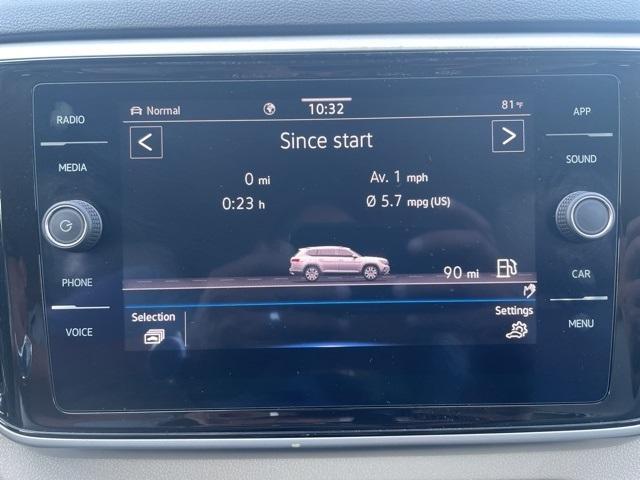 RADIO
MEDIA
PHONE
VOICE
Normal
10:32
81 °F
<
Since start
>
0 mi
Av. 1 mph
0:23 h
Ø 5.7 mpg (US)
90 mi
Selection
Settings
APP
SOUND
CAR
MENU